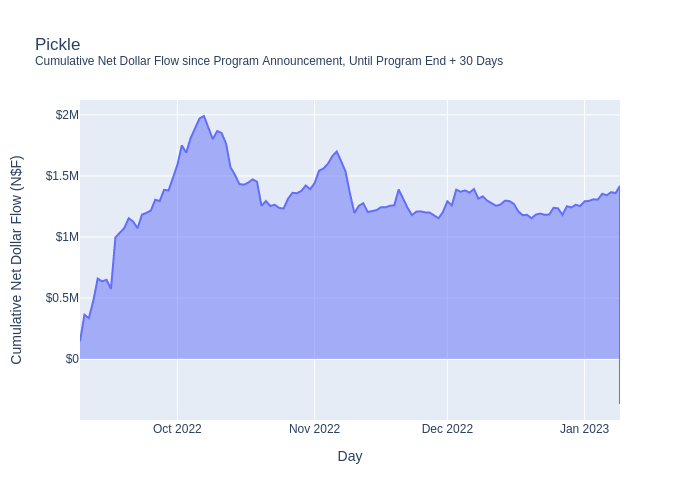 Pickle
Cumulative Net Dollar Flow since Program Announcement, Until Program End + 30 Days
Cumulative Net Dollar Flow (N$F)
$2M
$1.5M
$1M
$0.5M
$0
Oct 2022
Nov 2022
Dec 2022
Jan 2023
Day